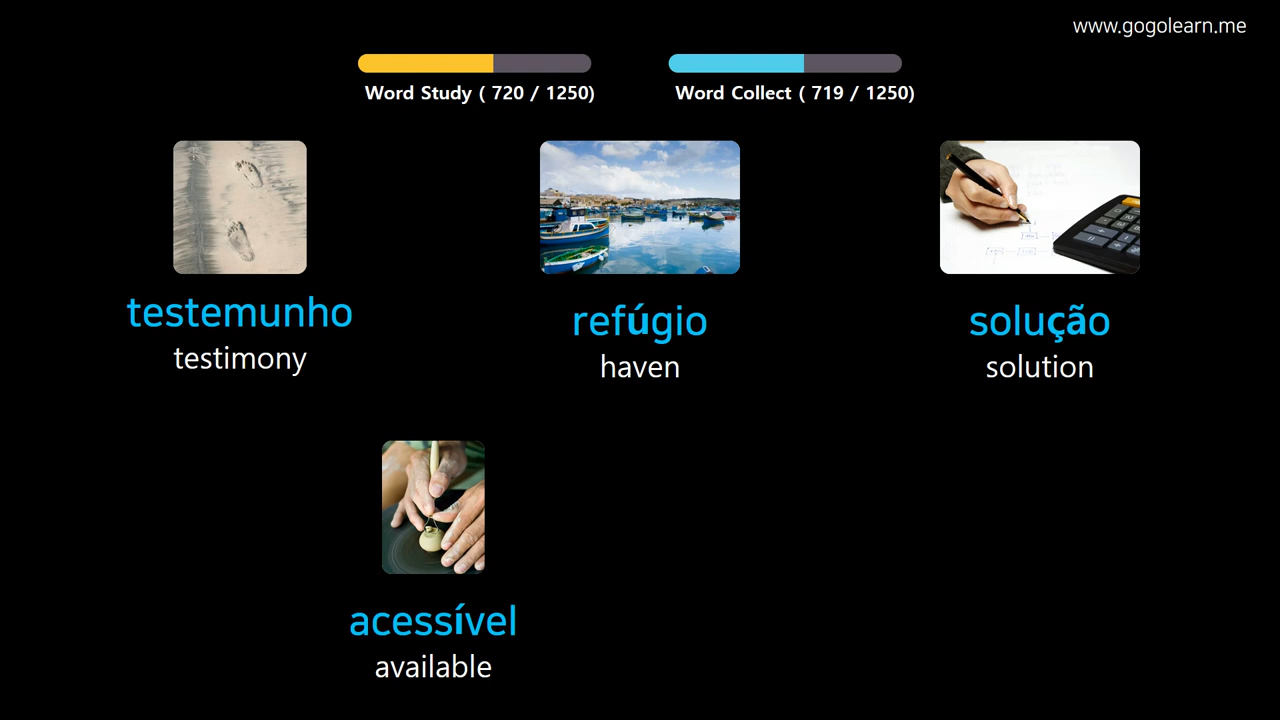 www.gogolearn.me
Word Study ( 720 / 1250)
Word Collect ( 719 / 1250)
testemunho
testimony
refúgio
haven
solução
solution
acessível
available